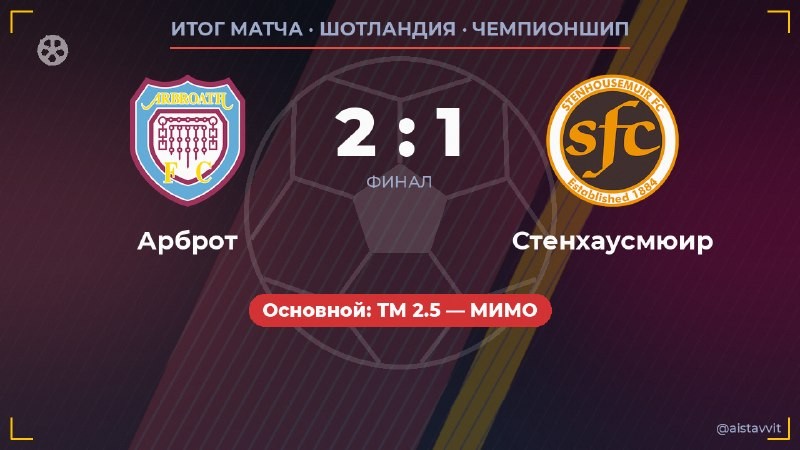 ИТОГ МАТЧА · ШОТЛАНДИЯ · ЧЕМПИОНШИП
ARBROATH
F C
2 : 1
ФИНАЛ
STENHOUSEMUIR FC
sfc
Established 1884
Арброт
Стенхаусмюир
Основной: ТМ 2.5 — МИМО
@aistavvit